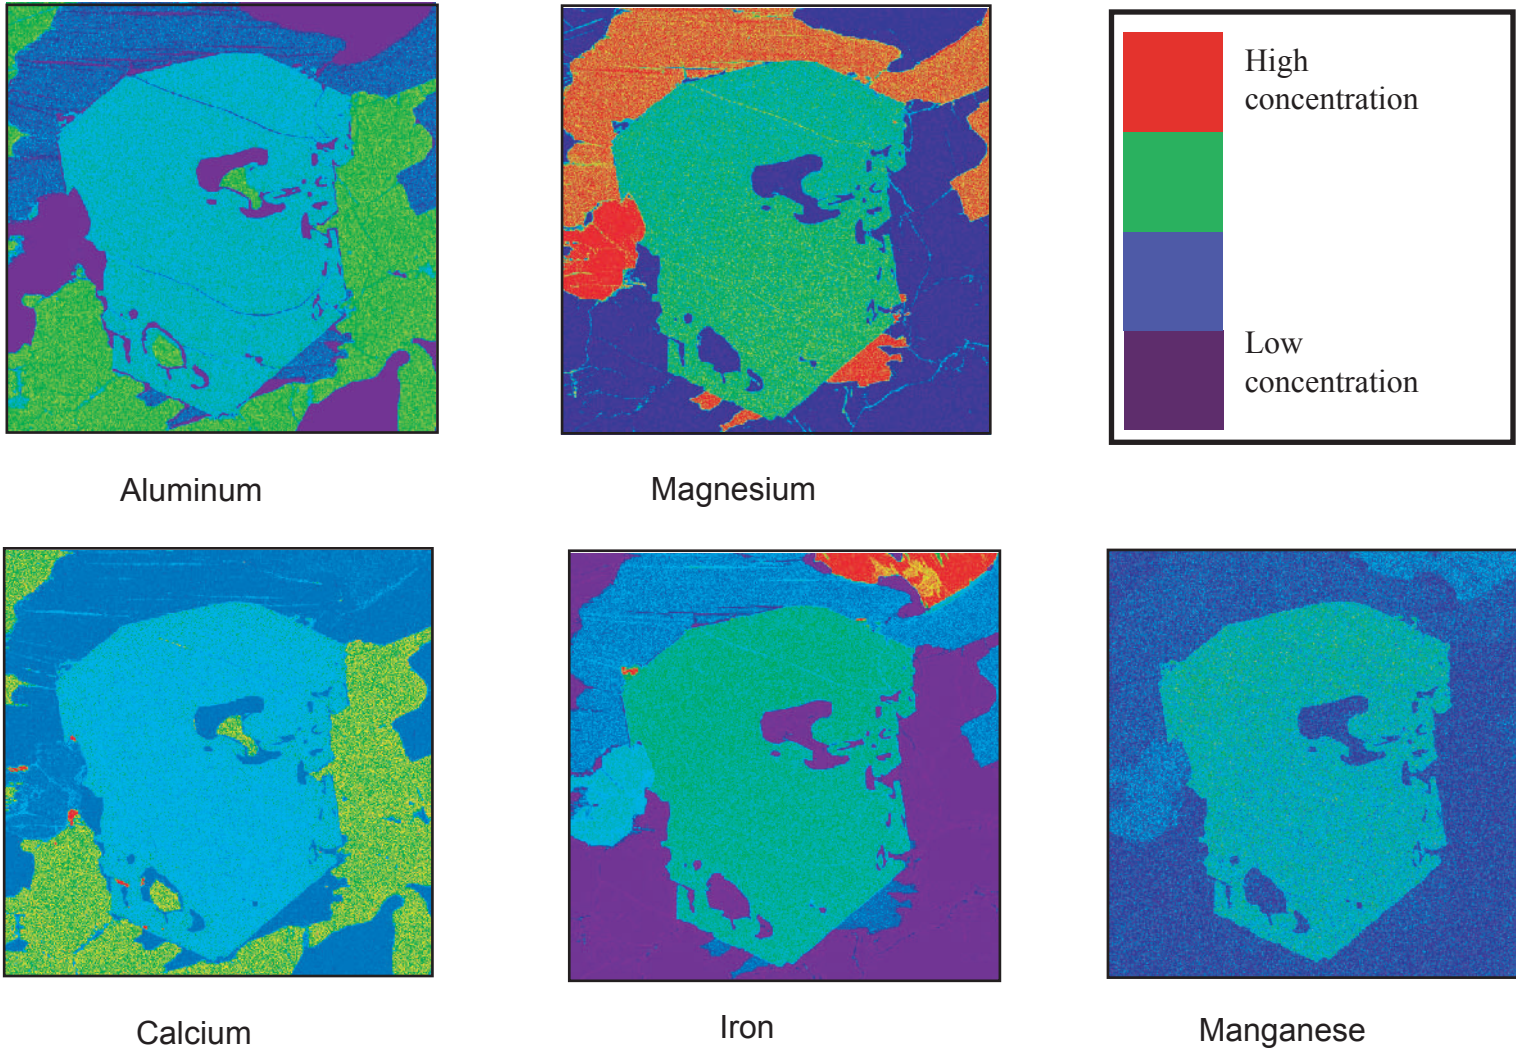 High
concentration
Low
concentration
Aluminum
Magnesium
Calcium
Iron
Manganese